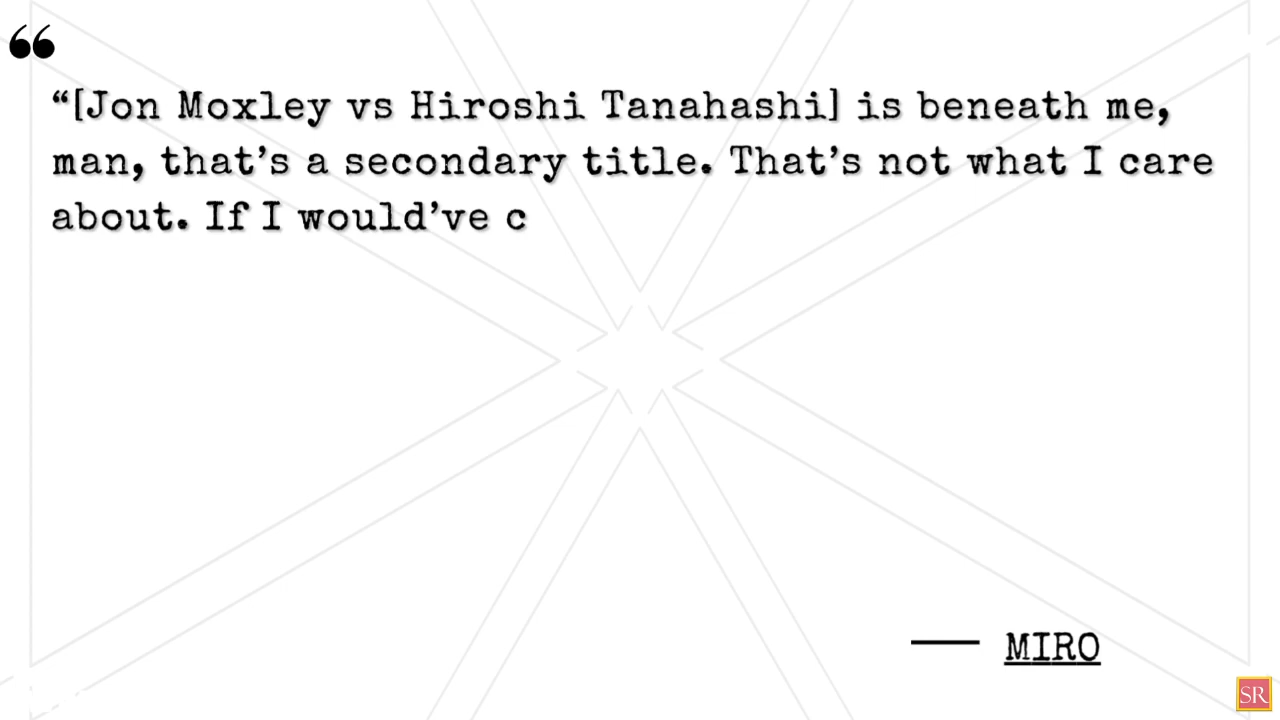 ❝
“[Jon Moxley vs Hiroshi Tanahashi] is beneath me,
man, that’s a secondary title. That’s not what I care
about. If I would’ve c
MIRO
SR